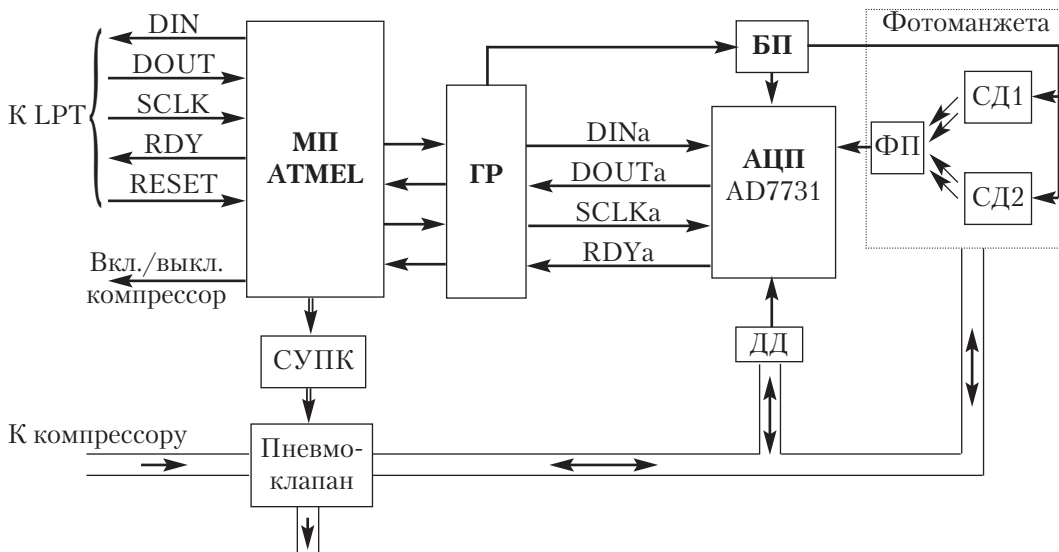 DIN
DOUT
SCLK
RDY
RESET
К LPT
Вкл./выкл.
компрессор
МП
ATMEL
ГР
БП
DINa
DOUTa
SCLKa
RDYa
АЦП
AD7731
Фотоманжета
СД1
ФП
СД2
СУПК
ДД
К компрессору
Пневмо-
клапан